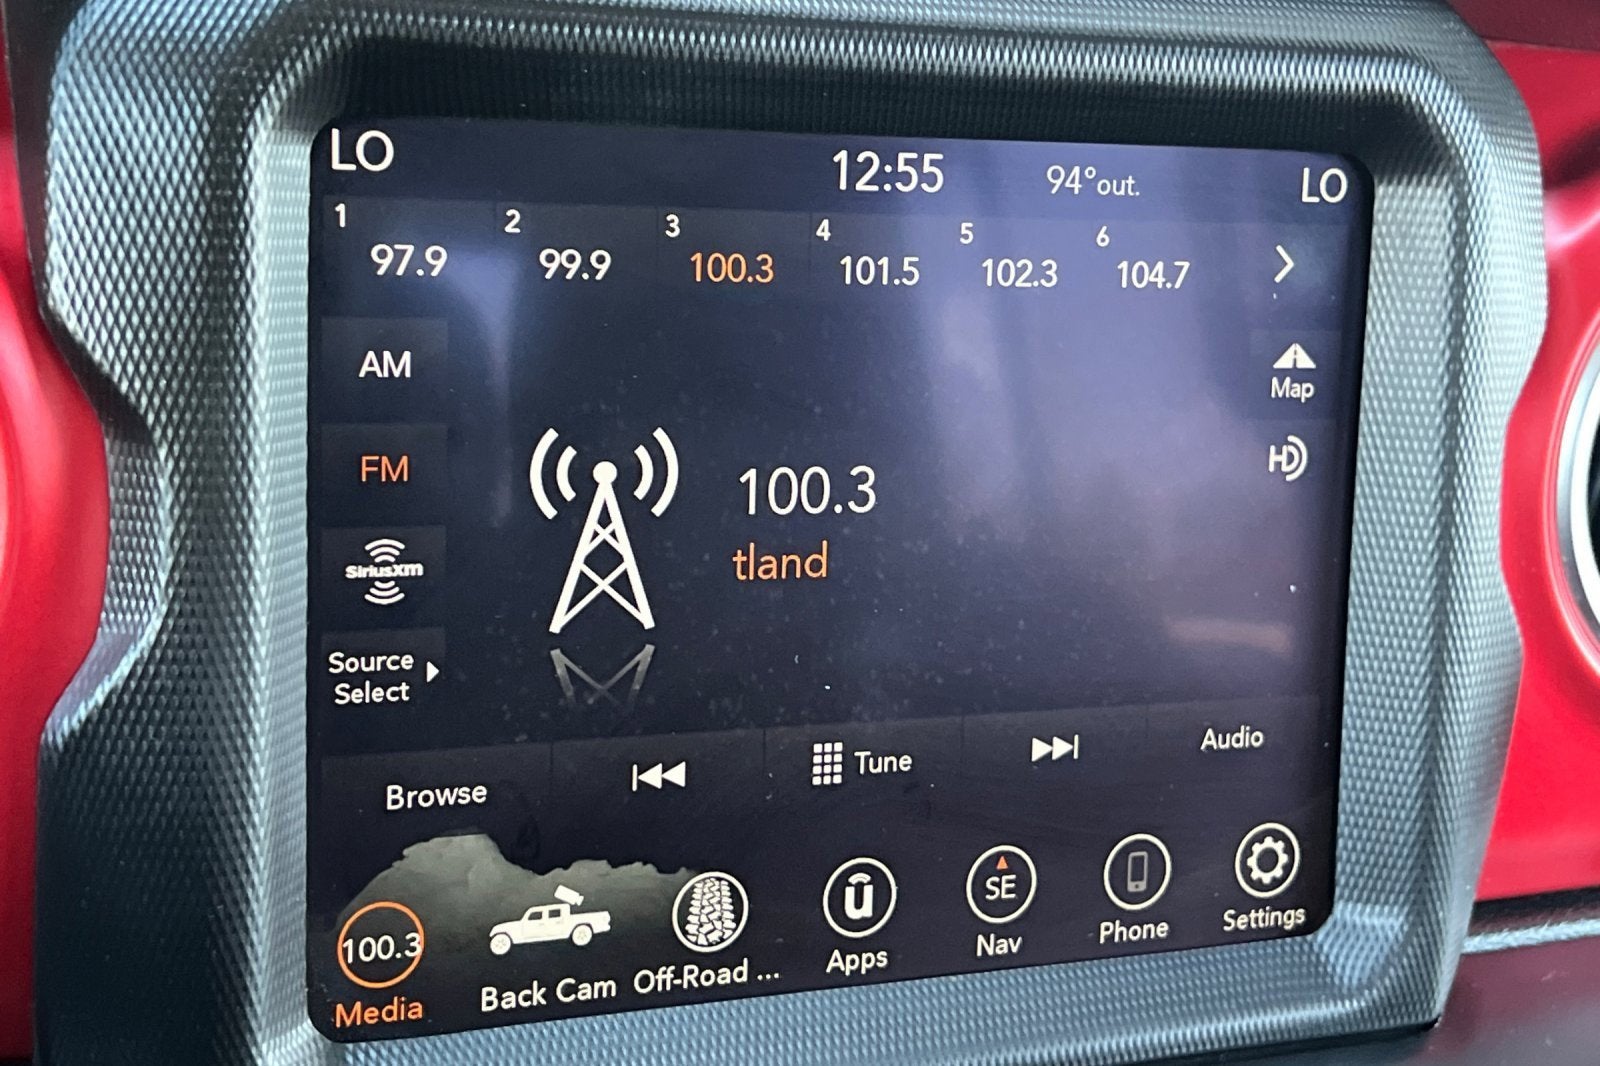 LO 12:55 94°out. LO
1 2 3 4 5 6
97.9 99.9 100.3 101.5 102.3 104.7
AM
Map
FM
HD
100.3
tland
SiriusXM
Source
Select
Browse Tune Audio
100.3 u SE
Media Back Cam Off-Road ... Apps Nav Phone Settings